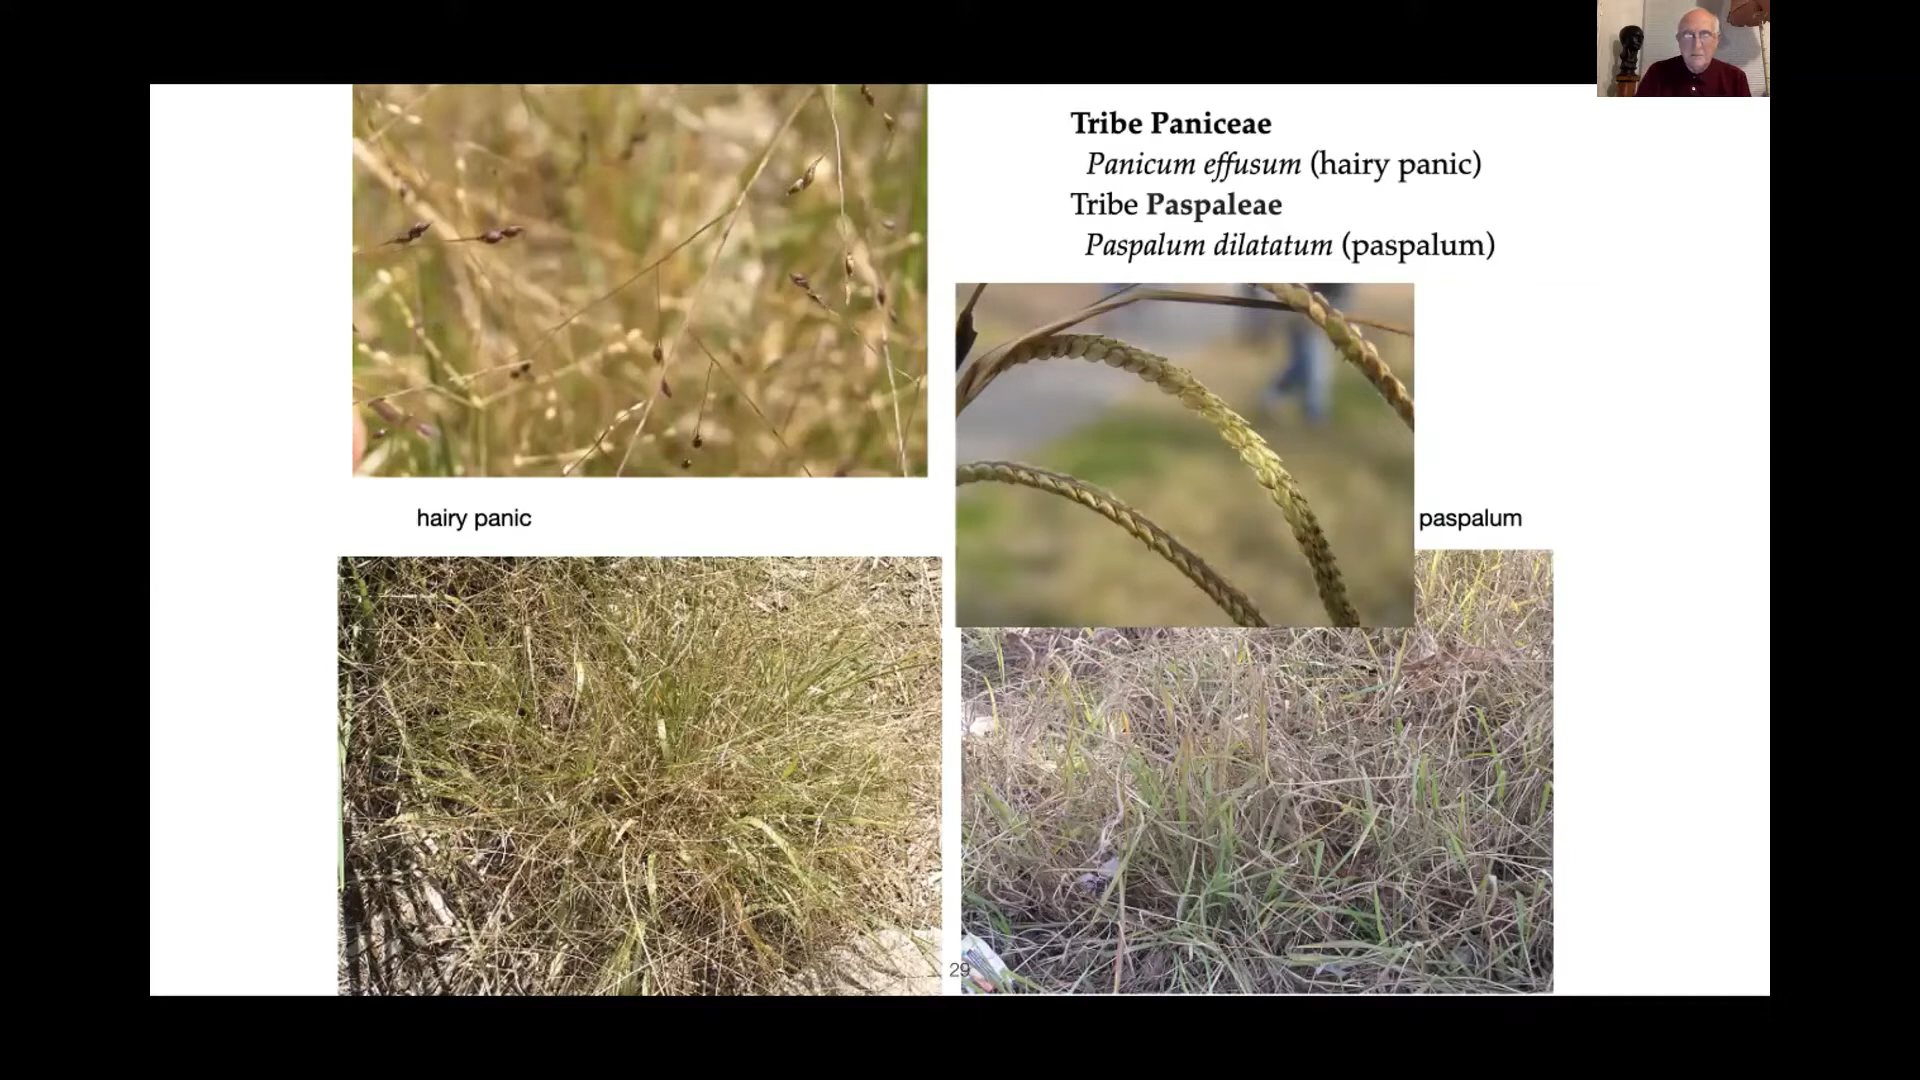 Tribe Paniceae
Panicum effusum (hairy panic)
Tribe Paspaleae
Paspalum dilatatum (paspalum)
hairy panic
paspalum
29